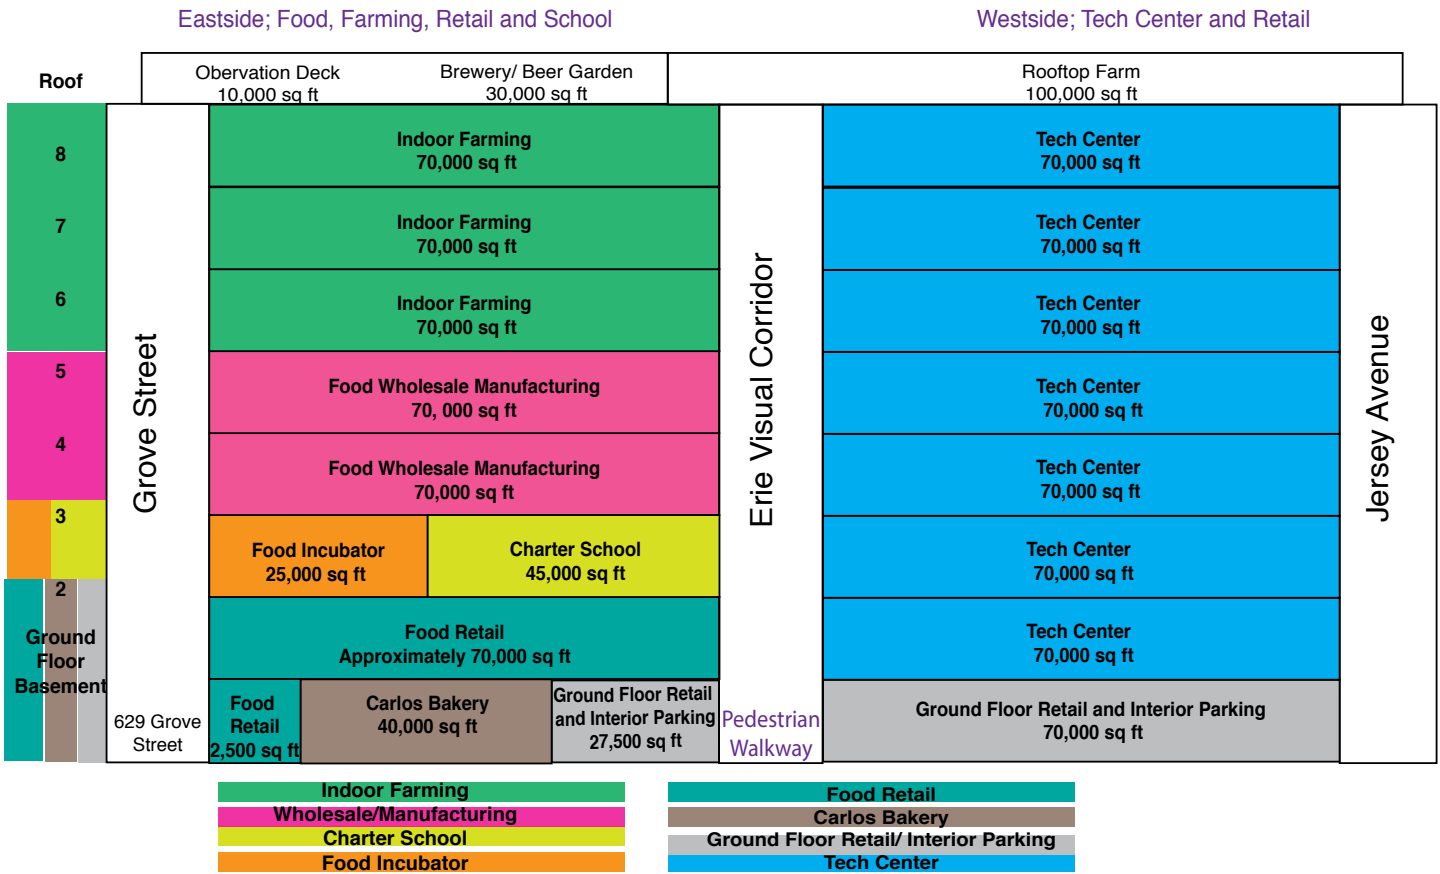 Eastside; Food, Farming, Retail and School
Westside; Tech Center and Retail
Roof
Obervation Deck
10,000 sq ft
Brewery/ Beer Garden
30,000 sq ft
Rooftop Farm
100,000 sq ft
8
Indoor Farming
70,000 sq ft
Tech Center
70,000 sq ft
7
Indoor Farming
70,000 sq ft
Tech Center
70,000 sq ft
6
Indoor Farming
70,000 sq ft
Tech Center
70,000 sq ft
5
Food Wholesale Manufacturing
70, 000 sq ft
Tech Center
70,000 sq ft
4
Food Wholesale Manufacturing
70,000 sq ft
Tech Center
70,000 sq ft
3
Food Incubator
25,000 sq ft
Charter School
45,000 sq ft
Tech Center
70,000 sq ft
2
Food Retail
Approximately 70,000 sq ft
Tech Center
70,000 sq ft
Ground
Floor
Basement
Food
Retail
2,500 sq ft
Carlos Bakery
40,000 sq ft
Ground Floor Retail
and Interior Parking
27,500 sq ft
Ground Floor Retail and Interior Parking
70,000 sq ft
Grove Street
629 Grove
Street
Erie Visual Corridor
Pedestrian
Walkway
Jersey Avenue
Indoor Farming
Wholesale/Manufacturing
Charter School
Food Incubator
Food Retail
Carlos Bakery
Ground Floor Retail/ Interior Parking
Tech Center